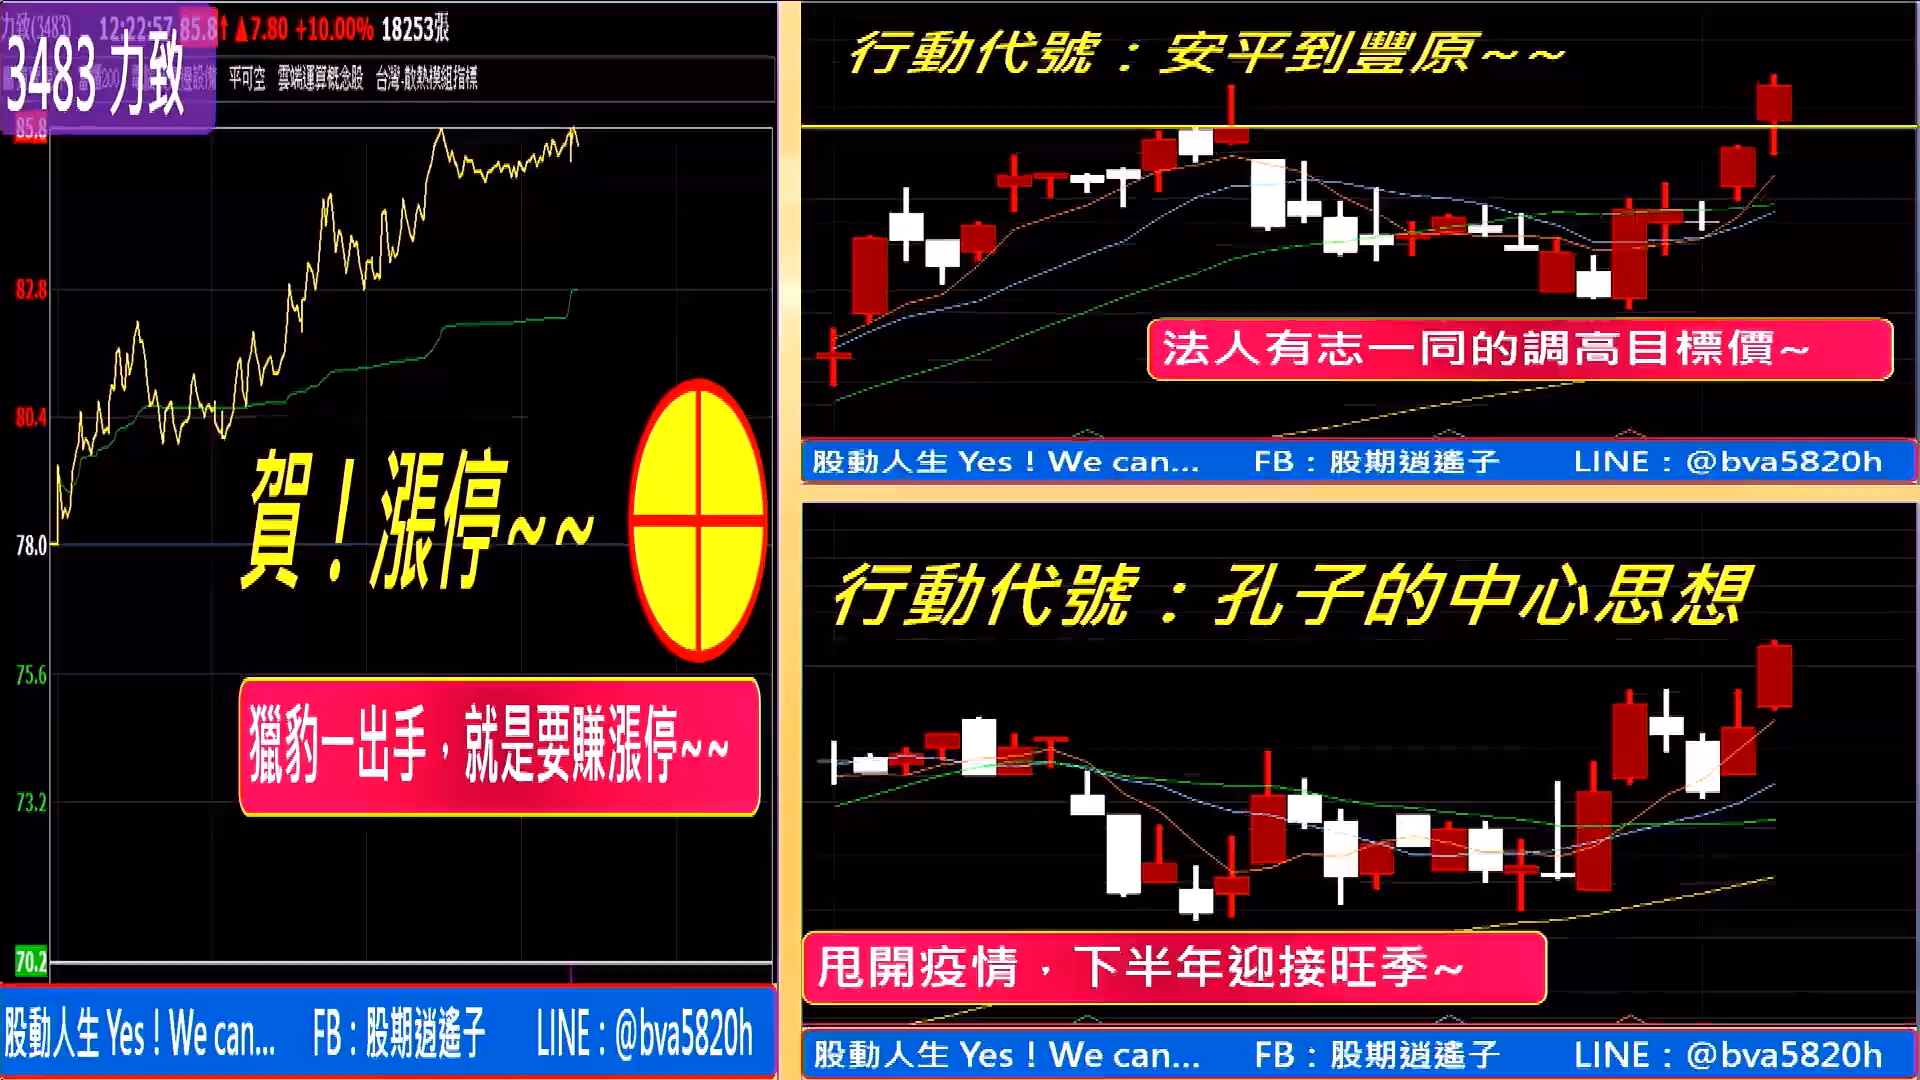 力致(3483) 12:22:57 85.8↑ ▲7.80 +10.00% 18253張
3483 力致
平可空 雲端運算概念股 台灣-散熱模組指標
85.8
82.8
80.4
78.0
75.6
73.2
70.2
賀！漲停~~
獵豹一出手，就是要賺漲停~~
股動人生 Yes！We can... FB：股期逍遙子 LINE：@bva5820h
行動代號：安平到豐原~~
法人有志一同的調高目標價~
股動人生 Yes！We can... FB：股期逍遙子 LINE：@bva5820h
行動代號：孔子的中心思想
甩開疫情，下半年迎接旺季~
股動人生 Yes！We can... FB：股期逍遙子 LINE：@bva5820h